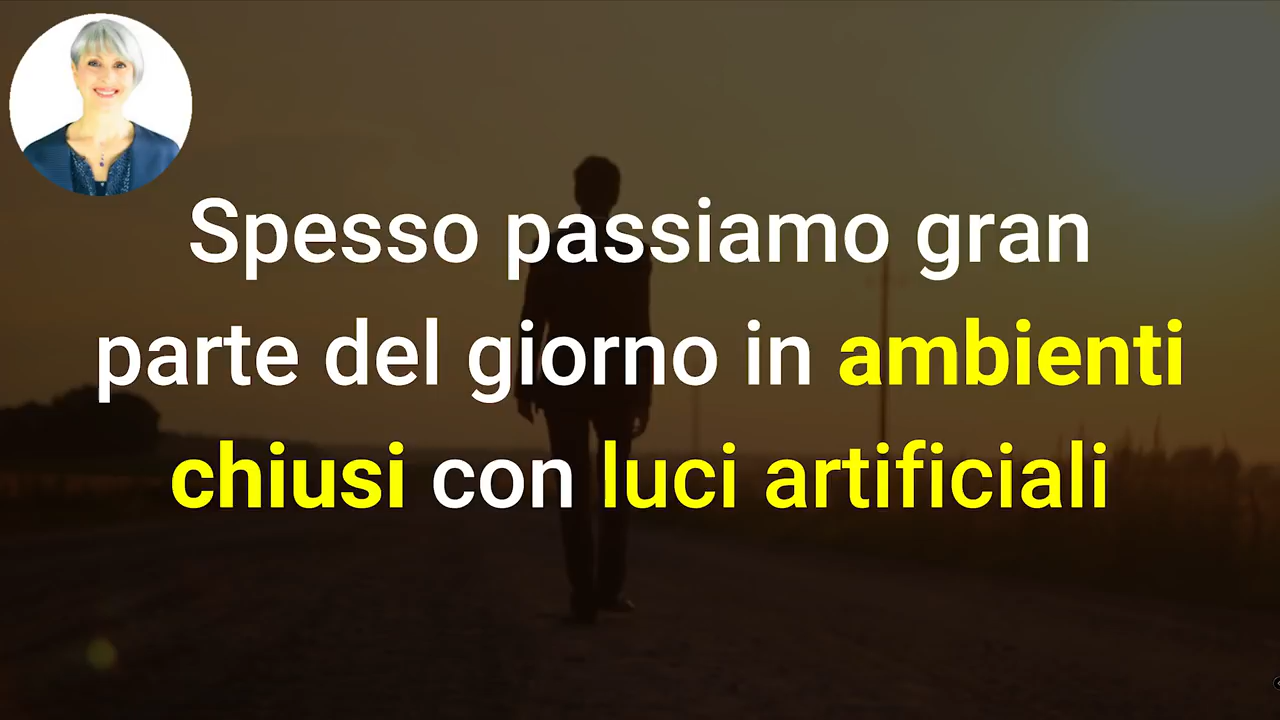 Spesso passiamo gran
parte del giorno in ambienti
chiusi con luci artificiali